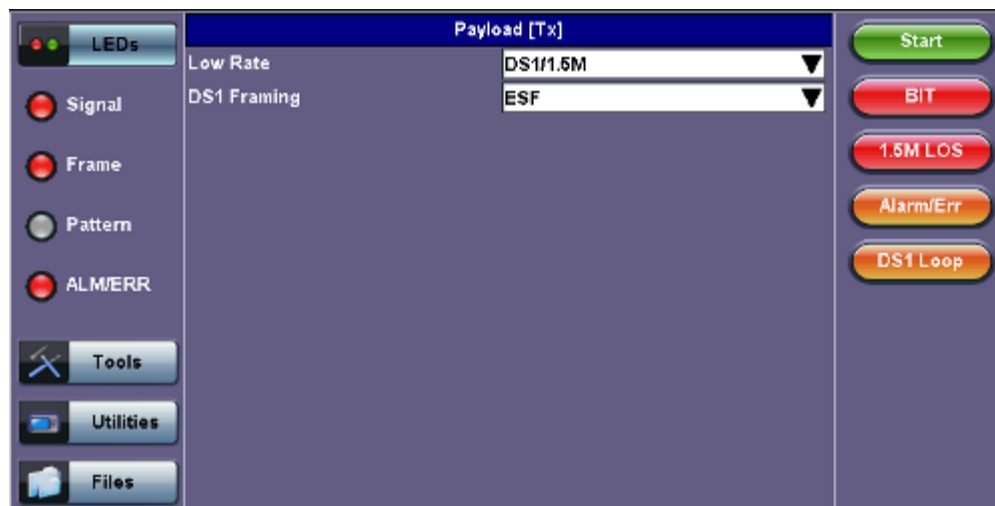 LEDs
Signal
Frame
Pattern
ALM/ERR
Tools
Utilities
Files
Payload [Tx]
Low Rate DS1/1.5M
DS1 Framing ESF
Start
BIT
1.5M LOS
Alarm/Err
DS1 Loop